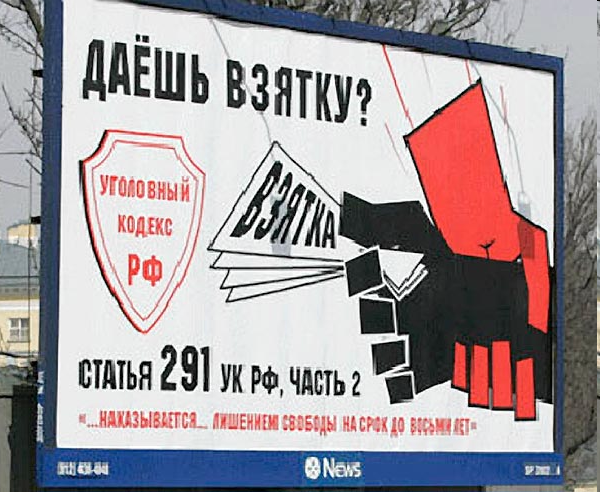 ДАЁШЬ ВЗЯТКУ?
УГОЛОВНЫЙ
КОДЕКС
РФ
ВЗЯТКА
СТАТЬЯ 291 УК РФ, ЧАСТЬ 2
«...НАКАЗЫВАЕТСЯ... ЛИШЕНИЕМ СВОБОДЫ НА СРОК ДО ВОСЬМИ ЛЕТ»
News